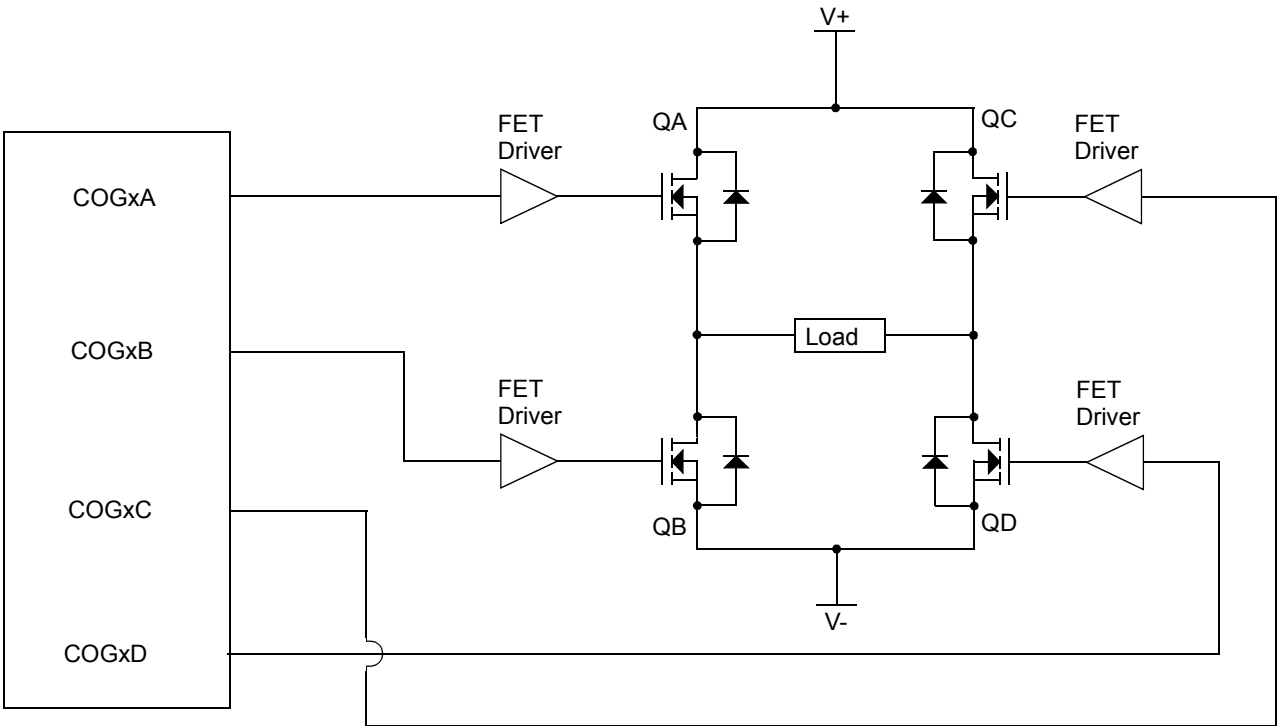 V+
QA
FET
Driver
QC
FET
Driver
COGxA
COGxB
Load
FET
Driver
FET
Driver
COGxC
QB
QD
V-
COGxD